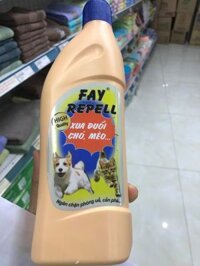 FAY®
REPELL
HIGH
Quality
XUA ĐUỔI
CHÓ, MÈO...
Ngăn chặn phóng uế, cắn phá...